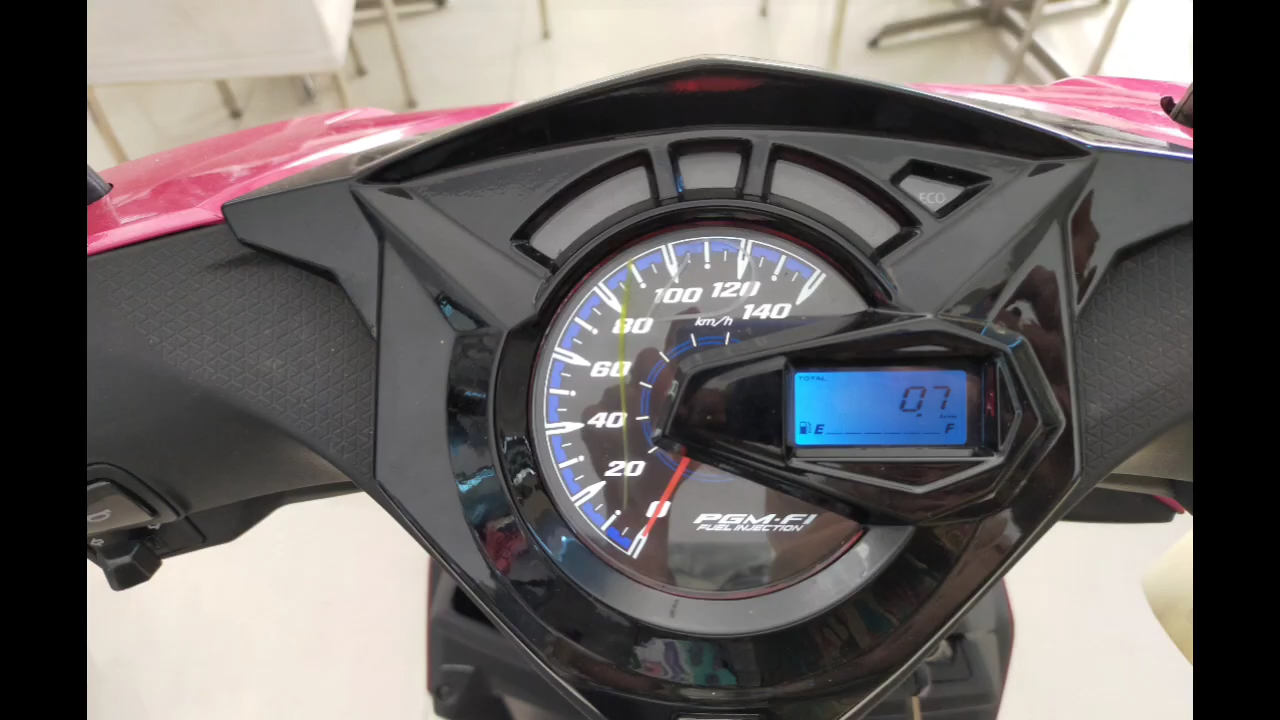 ECO
100 120
80 km/h 140
60
TOTAL
0.7
40
E F
20
0
PGM-FI
FUEL INJECTION